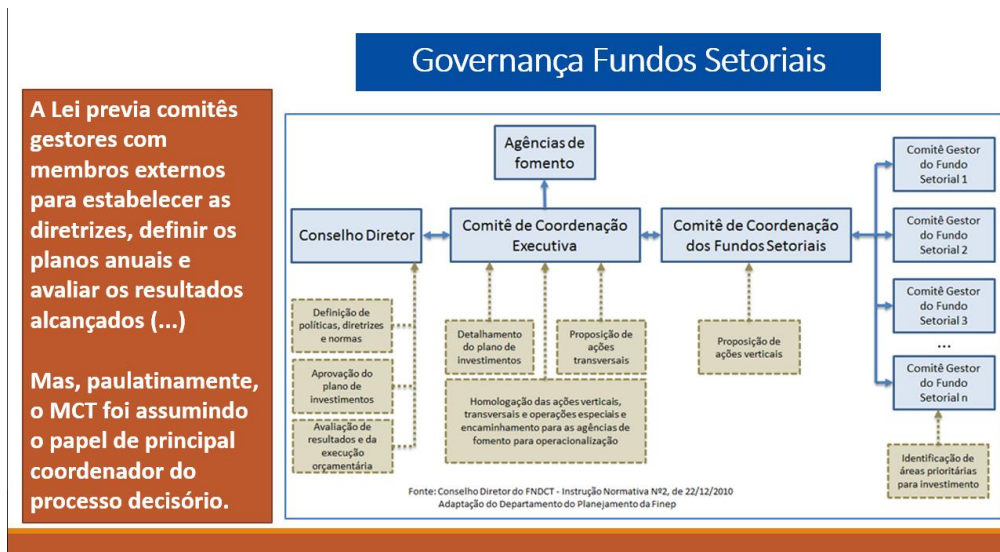 Governança Fundos Setoriais
A Lei previa comitês
gestores com
membros externos
para estabelecer as
diretrizes, definir os
planos anuais e
avaliar os resultados
alcançados (...)
Mas, paulatinamente,
o MCT foi assumindo
o papel de principal
coordenador do
processo decisório.
Agências de
fomento
Conselho Diretor
Comitê de Coordenação
Executiva
Comitê de Coordenação
dos Fundos Setoriais
Comitê Gestor
do Fundo
Setorial 1
Comitê Gestor
do Fundo
Setorial 2
Comitê Gestor
do Fundo
Setorial 3
...
Comitê Gestor
do Fundo
Setorial n
Definição de
políticas, diretrizes
e normas
Aprovação do
plano de
investimentos
Avaliação de
resultados e da
execução
orçamentária
Detalhamento
do plano de
investimentos
Proposição de
ações
transversais
Homologação das ações verticais,
transversais e operações especiais e
encaminhamento para as agências de
fomento para operacionalização
Proposição de
ações verticais
Identificação de
áreas prioritárias
para investimento
Fonte: Conselho Diretor do FNDCT - Instrução Normativa Nº2, de 22/12/2010
Adaptação do Departamento do Planejamento da Finep